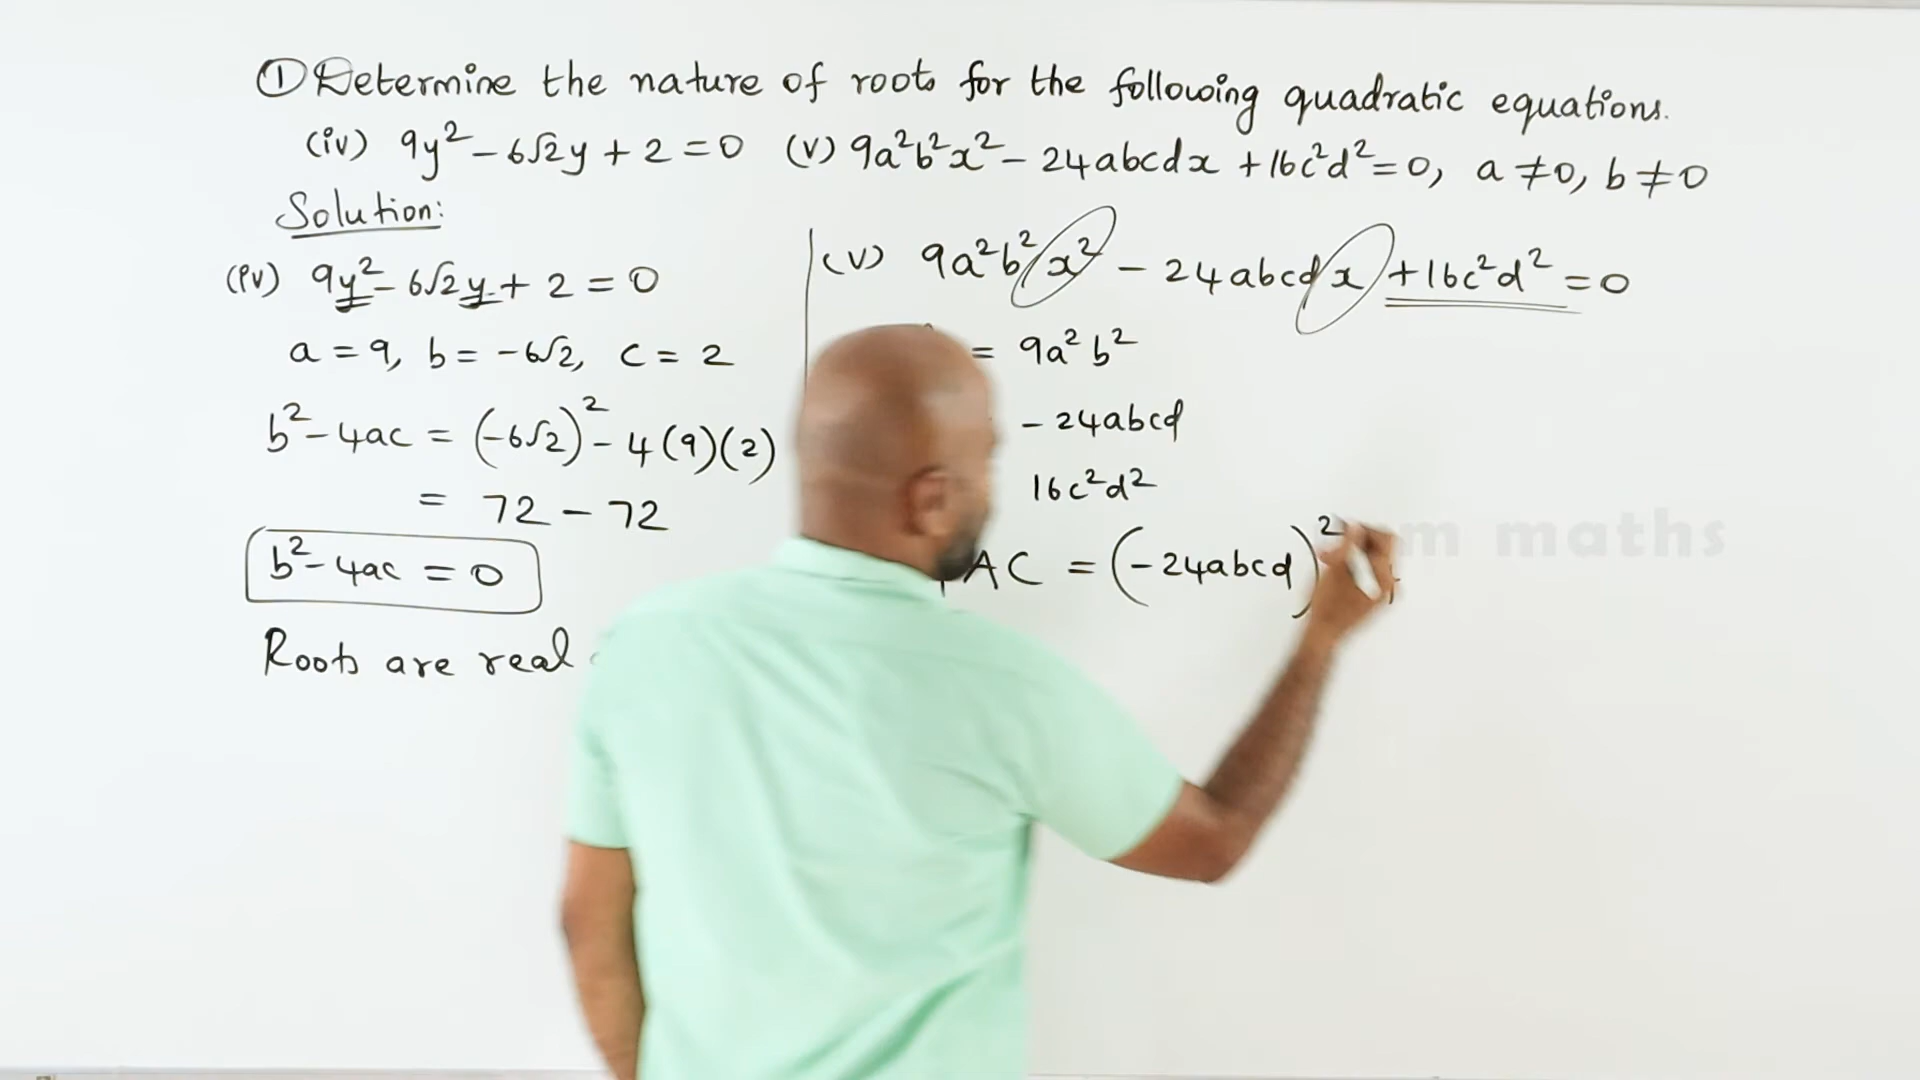 ① Determine the nature of roots for the following quadratic equations.
(iv) 9y² - 6√2y + 2 = 0 (v) 9a²b²x² - 24abcdx + 16c²d² = 0, a ≠ 0, b ≠ 0
Solution:
(iv) 9y² - 6√2y + 2 = 0
a = 9, b = -6√2, c = 2
b² - 4ac = (-6√2)² - 4(9)(2)
= 72 - 72
b² - 4ac = 0
Roots are real
(v) 9a²b²x² - 24abcdx + 16c²d² = 0
= 9a²b²
- 24abcd
16c²d²
AC = (-24abcd)²
maths